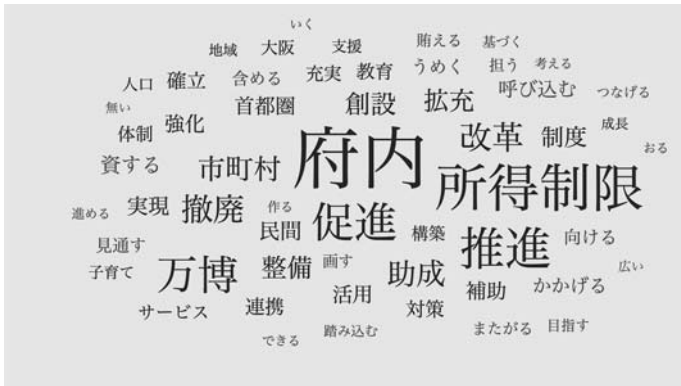 いく
地域 大阪 支援 賄える 基づく
人口 確立 含める 充実 教育 うめく 担う 考える
無い 首都圏 創設 拡充 呼び込む つなげる
体制 強化 府内 改革 制度 成長
資する 市町村 所得制限 おる
進める 実現 撤廃 作る 促進
見通す 民間 構築 推進 向ける
子育て 万博 整備 画す 助成 広い
サービス 連携 活用 対策 補助 かかげる
できる 踏み込む またがる 目指す